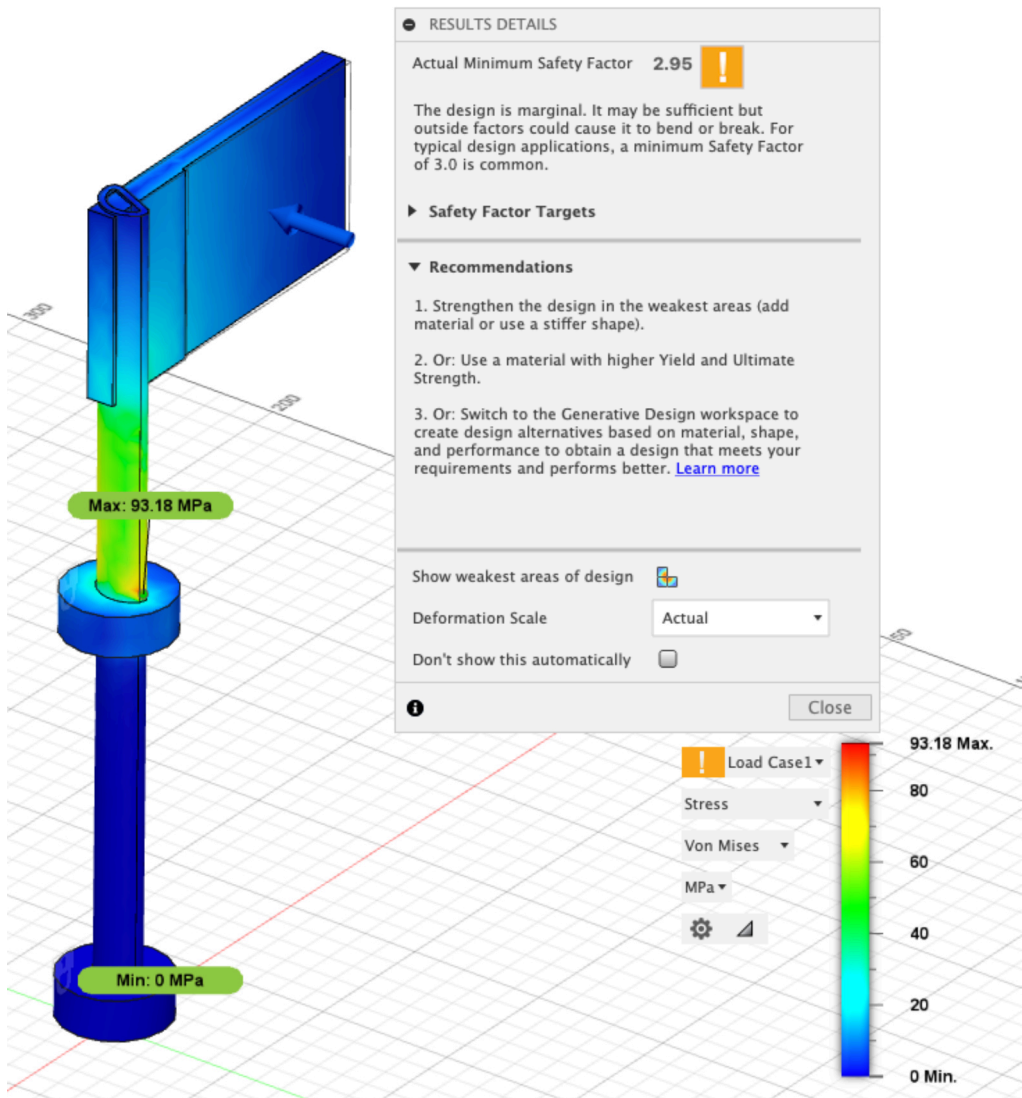 RESULTS DETAILS
Actual Minimum Safety Factor 2.95
The design is marginal. It may be sufficient but
outside factors could cause it to bend or break. For
typical design applications, a minimum Safety Factor
of 3.0 is common.
Safety Factor Targets
Recommendations
1. Strengthen the design in the weakest areas (add
material or use a stiffer shape).
2. Or: Use a material with higher Yield and Ultimate
Strength.
3. Or: Switch to the Generative Design workspace to
create design alternatives based on material, shape,
and performance to obtain a design that meets your
requirements and performs better. Learn more
Show weakest areas of design
Deformation Scale Actual
Don't show this automatically
Close
300
200
50
Max: 93.18 MPa
Min: 0 MPa
Load Case1
Stress
Von Mises
MPa
93.18 Max.
80
60
40
20
0 Min.